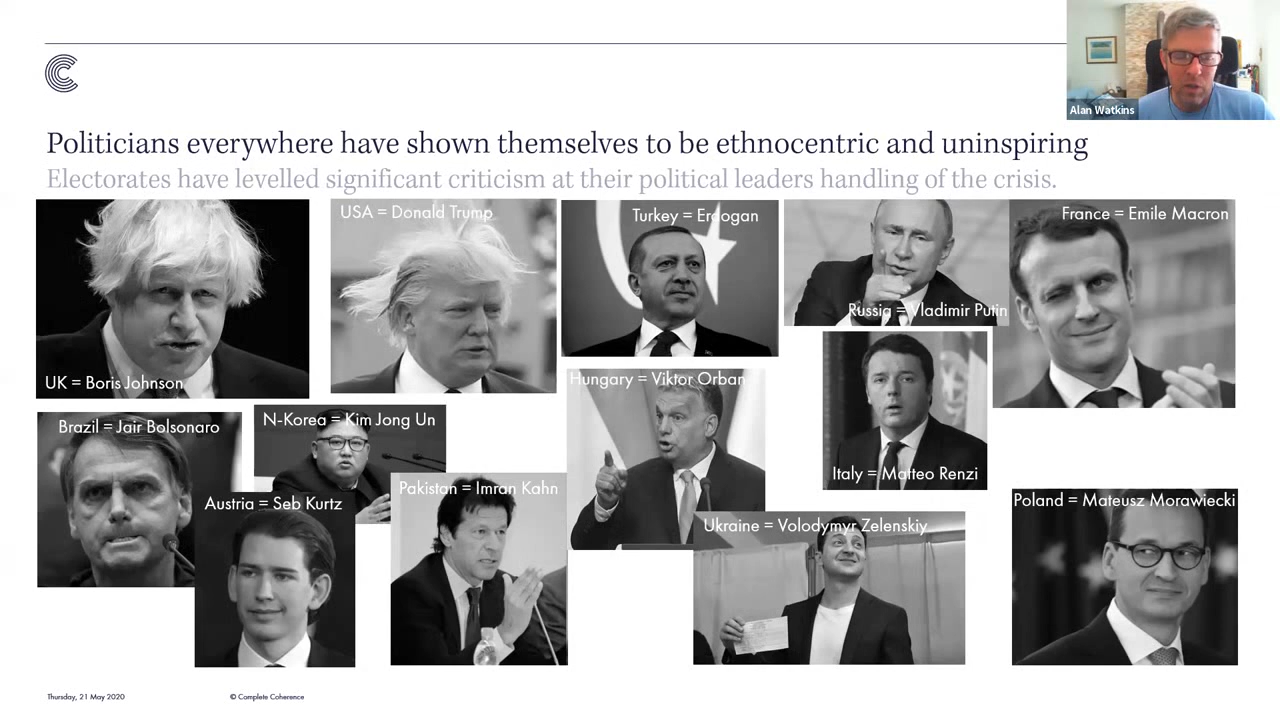 Alan Watkins
Politicians everywhere have shown themselves to be ethnocentric and uninspiring
Electorates have levelled significant criticism at their political leaders handling of the crisis.
UK = Boris Johnson
USA = Donald Trump
Turkey = Erdogan
Russia = Vladimir Putin
France = Emile Macron
Hungary = Viktor Orban
Italy = Matteo Renzi
Brazil = Jair Bolsonaro
N-Korea = Kim Jong Un
Austria = Seb Kurtz
Pakistan = Imran Kahn
Ukraine = Volodymyr Zelenskiy
Poland = Mateusz Morawiecki
Thursday, 21 May 2020
© Complete Coherence